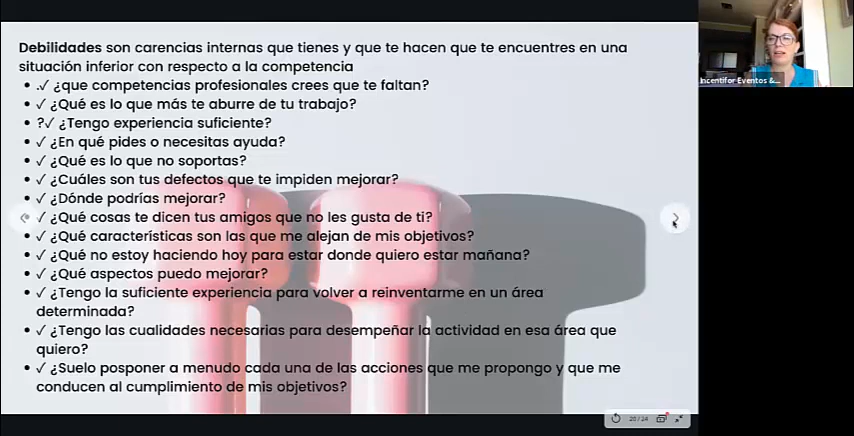 Debilidades son carencias internas que tienes y que te hacen que te encuentres en una
situación inferior con respecto a la competencia
• .✓ ¿que competencias profesionales crees que te faltan?
• ✓ ¿Qué es lo que más te aburre de tu trabajo?
• ?✓ ¿Tengo experiencia suficiente?
• ✓ ¿En qué pides o necesitas ayuda?
• ✓ ¿Qué es lo que no soportas?
• ✓ ¿Cuáles son tus defectos que te impiden mejorar?
• ✓ ¿Dónde podrías mejorar?
• ✓ ¿Qué cosas te dicen tus amigos que no les gusta de ti?
• ✓ ¿Qué características son las que me alejan de mis objetivos?
• ✓ ¿Qué no estoy haciendo hoy para estar donde quiero estar mañana?
• ✓ ¿Qué aspectos puedo mejorar?
• ✓ ¿Tengo la suficiente experiencia para volver a reinventarme en un área
determinada?
• ✓ ¿Tengo las cualidades necesarias para desempeñar la actividad en esa área que
quiero?
• ✓ ¿Suelo posponer a menudo cada una de las acciones que me propongo y que me
conducen al cumplimiento de mis objetivos?
Incentifor Eventos &...
20/24